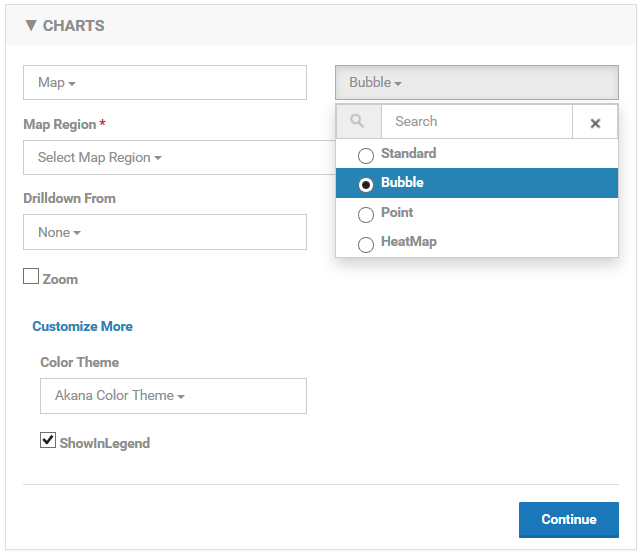 CHARTS
Map
Bubble
Search
Standard
Bubble
Point
HeatMap
Map Region *
Select Map Region
Drilldown From
None
Zoom
Customize More
Color Theme
Akana Color Theme
ShowInLegend
Continue